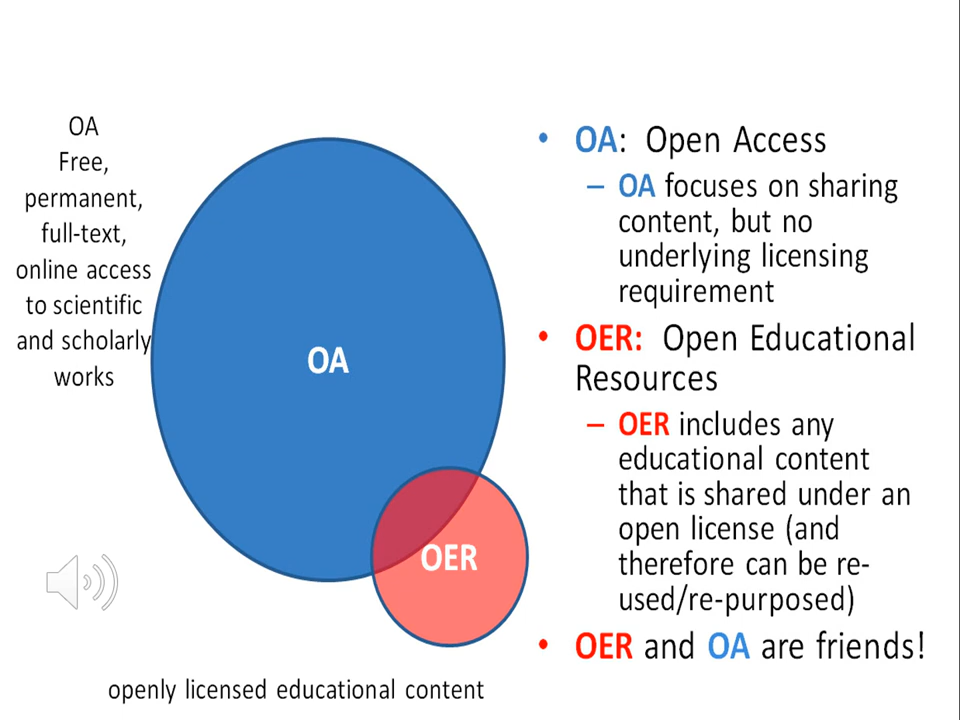 OA
Free,
permanent,
full-text,
online access
to scientific
and scholarly
works
OA
OER
openly licensed educational content
• OA: Open Access
– OA focuses on sharing
content, but no
underlying licensing
requirement
• OER: Open Educational
Resources
– OER includes any
educational content
that is shared under an
open license (and
therefore can be re-
used/re-purposed)
• OER and OA are friends!